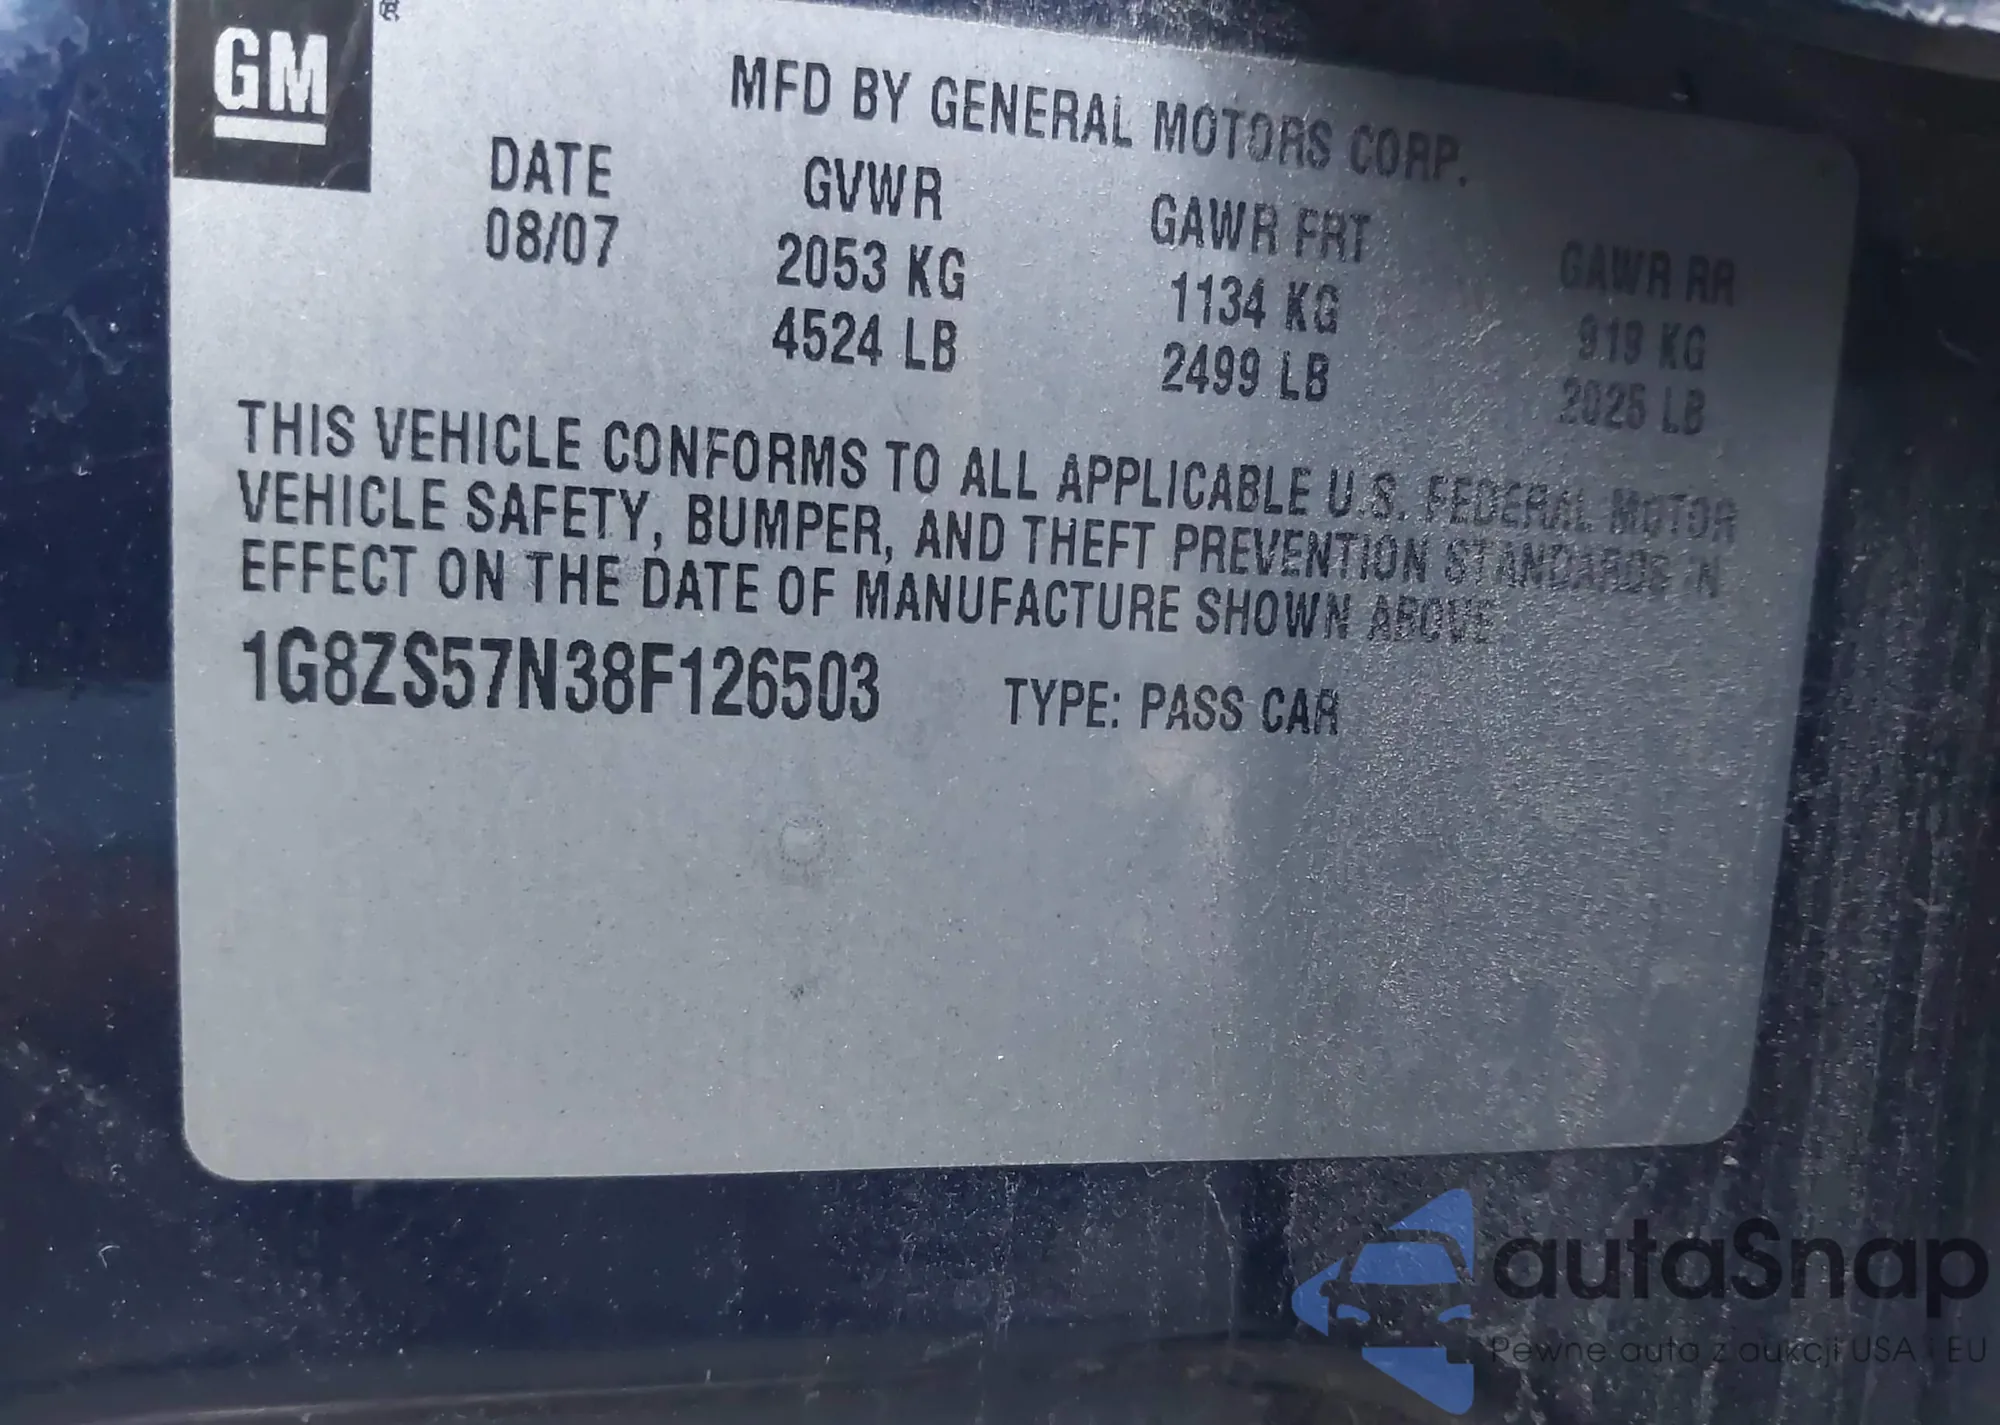 GM®
MFD BY GENERAL MOTORS CORP.
DATE GVWR GAWR FRT GAWR RR
08/07 2053 KG 1134 KG 919 KG
4524 LB 2499 LB 2025 LB
THIS VEHICLE CONFORMS TO ALL APPLICABLE U.S. FEDERAL MOTOR
VEHICLE SAFETY, BUMPER, AND THEFT PREVENTION STANDARDS IN
EFFECT ON THE DATE OF MANUFACTURE SHOWN ABOVE
1G8ZS57N38F126503 TYPE: PASS CAR
autaSnap
Pewne auta z aukcji USA i EU